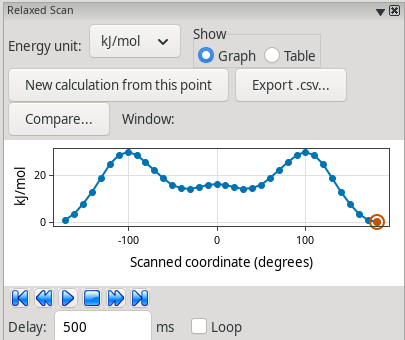 Relaxed Scan
Energy unit: kJ/mol
Show
Graph Table
New calculation from this point Export .csv...
Compare... Window:
kJ/mol
20
0
-100 0 100
Scanned coordinate (degrees)
Delay: 500 ms Loop